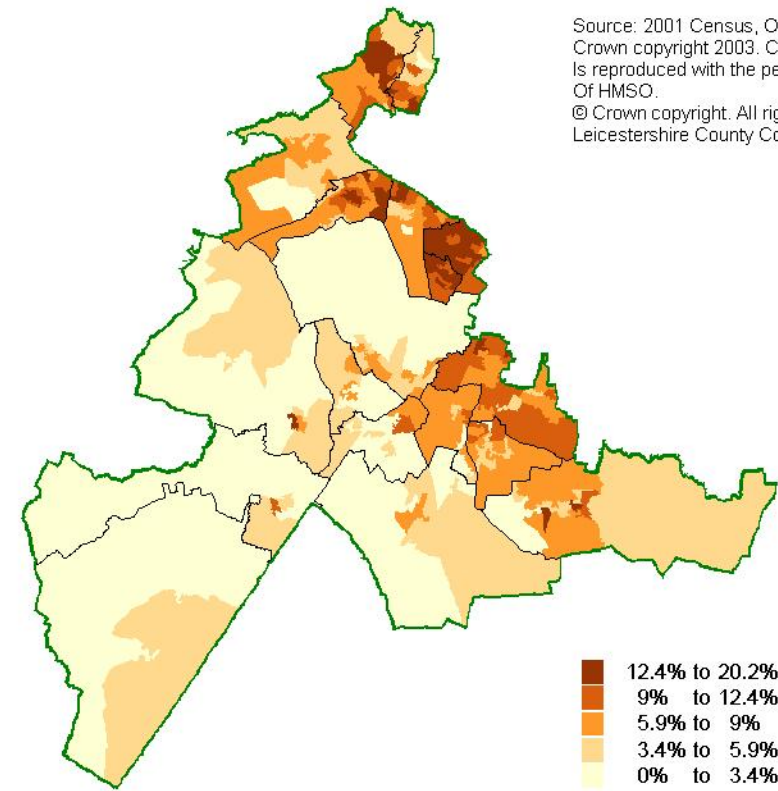 Source: 2001 Census, O
Crown copyright 2003. C
Is reproduced with the pe
Of HMSO.
© Crown copyright. All rig
Leicestershire County Co
12.4% to 20.2%
9% to 12.4%
5.9% to 9%
3.4% to 5.9%
0% to 3.4%